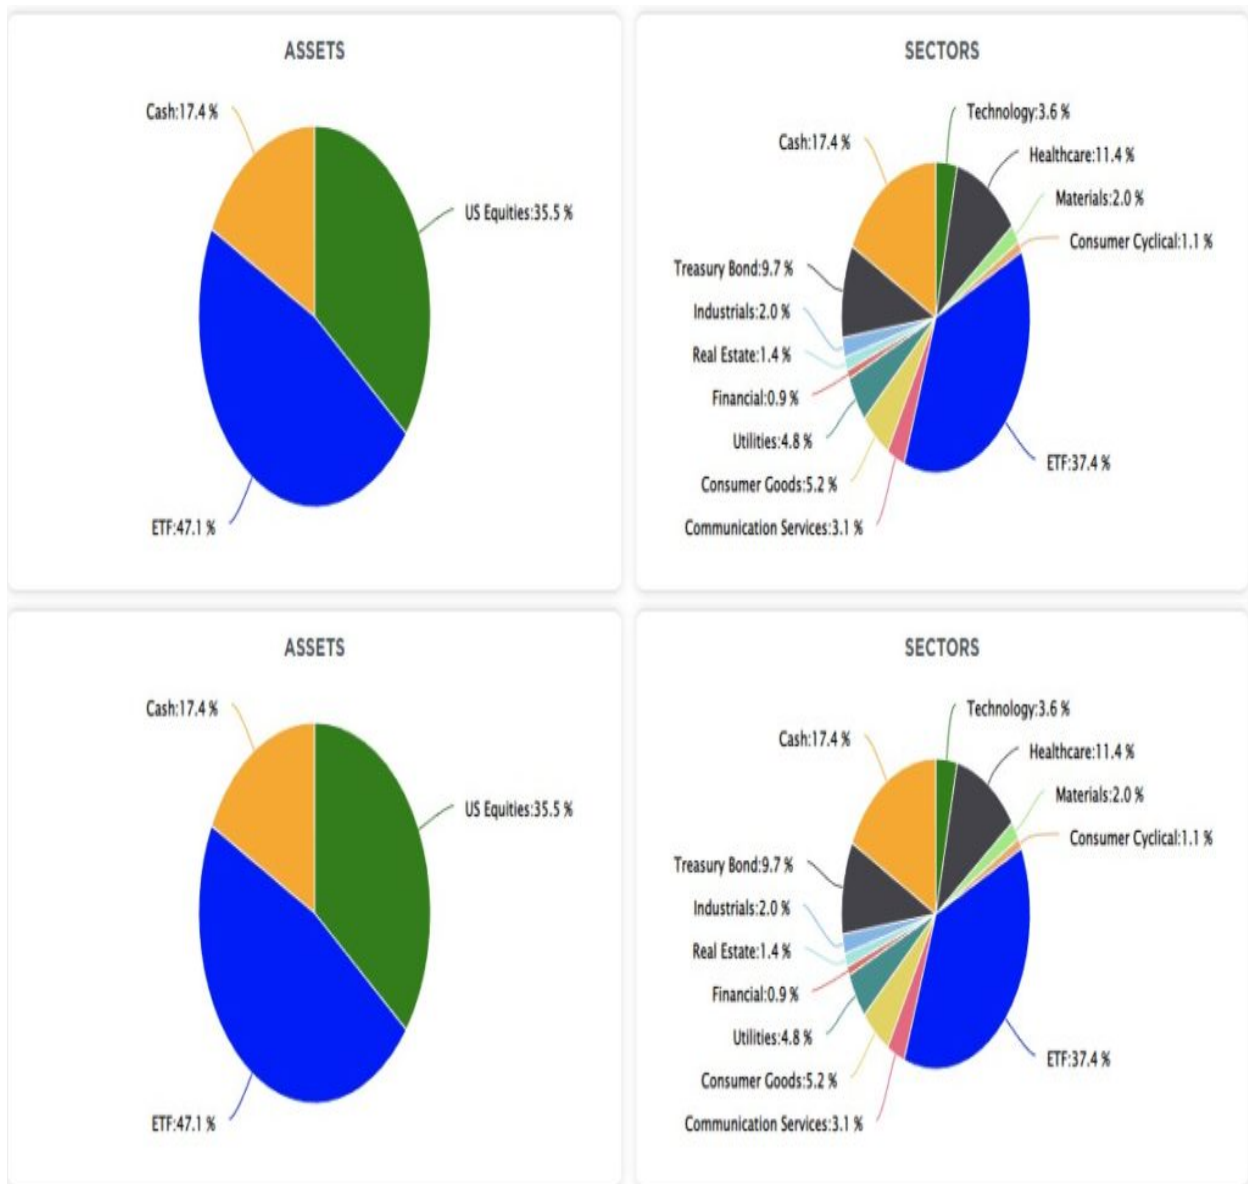 ASSETS
Cash:17.4 %
US Equities:35.5 %
ETF:47.1 %
SECTORS
Technology:3.6 %
Cash:17.4 %
Healthcare:11.4 %
Materials:2.0 %
Consumer Cyclical:1.1 %
Treasury Bond:9.7 %
Industrials:2.0 %
Real Estate:1.4 %
Financial:0.9 %
Utilities:4.8 %
ETF:37.4 %
Consumer Goods:5.2 %
Communication Services:3.1 %
ASSETS
Cash:17.4 %
US Equities:35.5 %
ETF:47.1 %
SECTORS
Technology:3.6 %
Cash:17.4 %
Healthcare:11.4 %
Materials:2.0 %
Consumer Cyclical:1.1 %
Treasury Bond:9.7 %
Industrials:2.0 %
Real Estate:1.4 %
Financial:0.9 %
Utilities:4.8 %
ETF:37.4 %
Consumer Goods:5.2 %
Communication Services:3.1 %